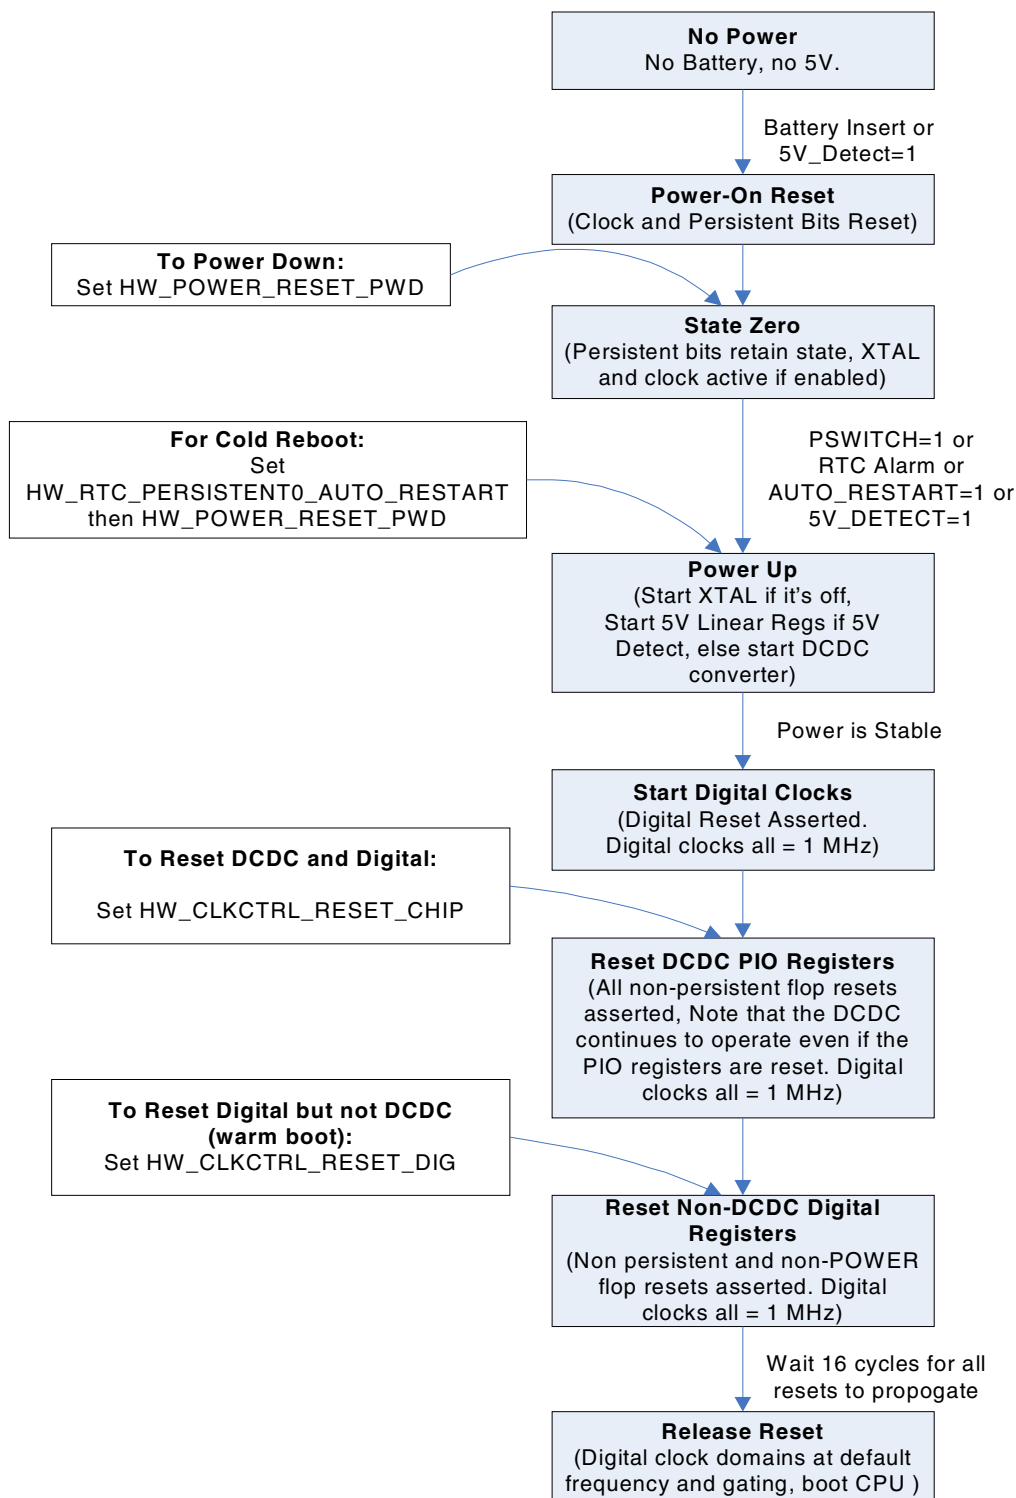 No Power
No Battery, no 5V.
Battery Insert or
5V_Detect=1
Power-On Reset
(Clock and Persistent Bits Reset)
To Power Down:
Set HW_POWER_RESET_PWD
State Zero
(Persistent bits retain state, XTAL
and clock active if enabled)
For Cold Reboot:
Set
HW_RTC_PERSISTENT0_AUTO_RESTART
then HW_POWER_RESET_PWD
PSWITCH=1 or
RTC Alarm or
AUTO_RESTART=1 or
5V_DETECT=1
Power Up
(Start XTAL if it's off,
Start 5V Linear Regs if 5V
Detect, else start DCDC
converter)
Power is Stable
Start Digital Clocks
(Digital Reset Asserted.
Digital clocks all = 1 MHz)
To Reset DCDC and Digital:
Set HW_CLKCTRL_RESET_CHIP
Reset DCDC PIO Registers
(All non-persistent flop resets
asserted, Note that the DCDC
continues to operate even if the
PIO registers are reset. Digital
clocks all = 1 MHz)
To Reset Digital but not DCDC
(warm boot):
Set HW_CLKCTRL_RESET_DIG
Reset Non-DCDC Digital
Registers
(Non persistent and non-POWER
flop resets asserted. Digital
clocks all = 1 MHz)
Wait 16 cycles for all
resets to propogate
Release Reset
(Digital clock domains at default
frequency and gating, boot CPU )